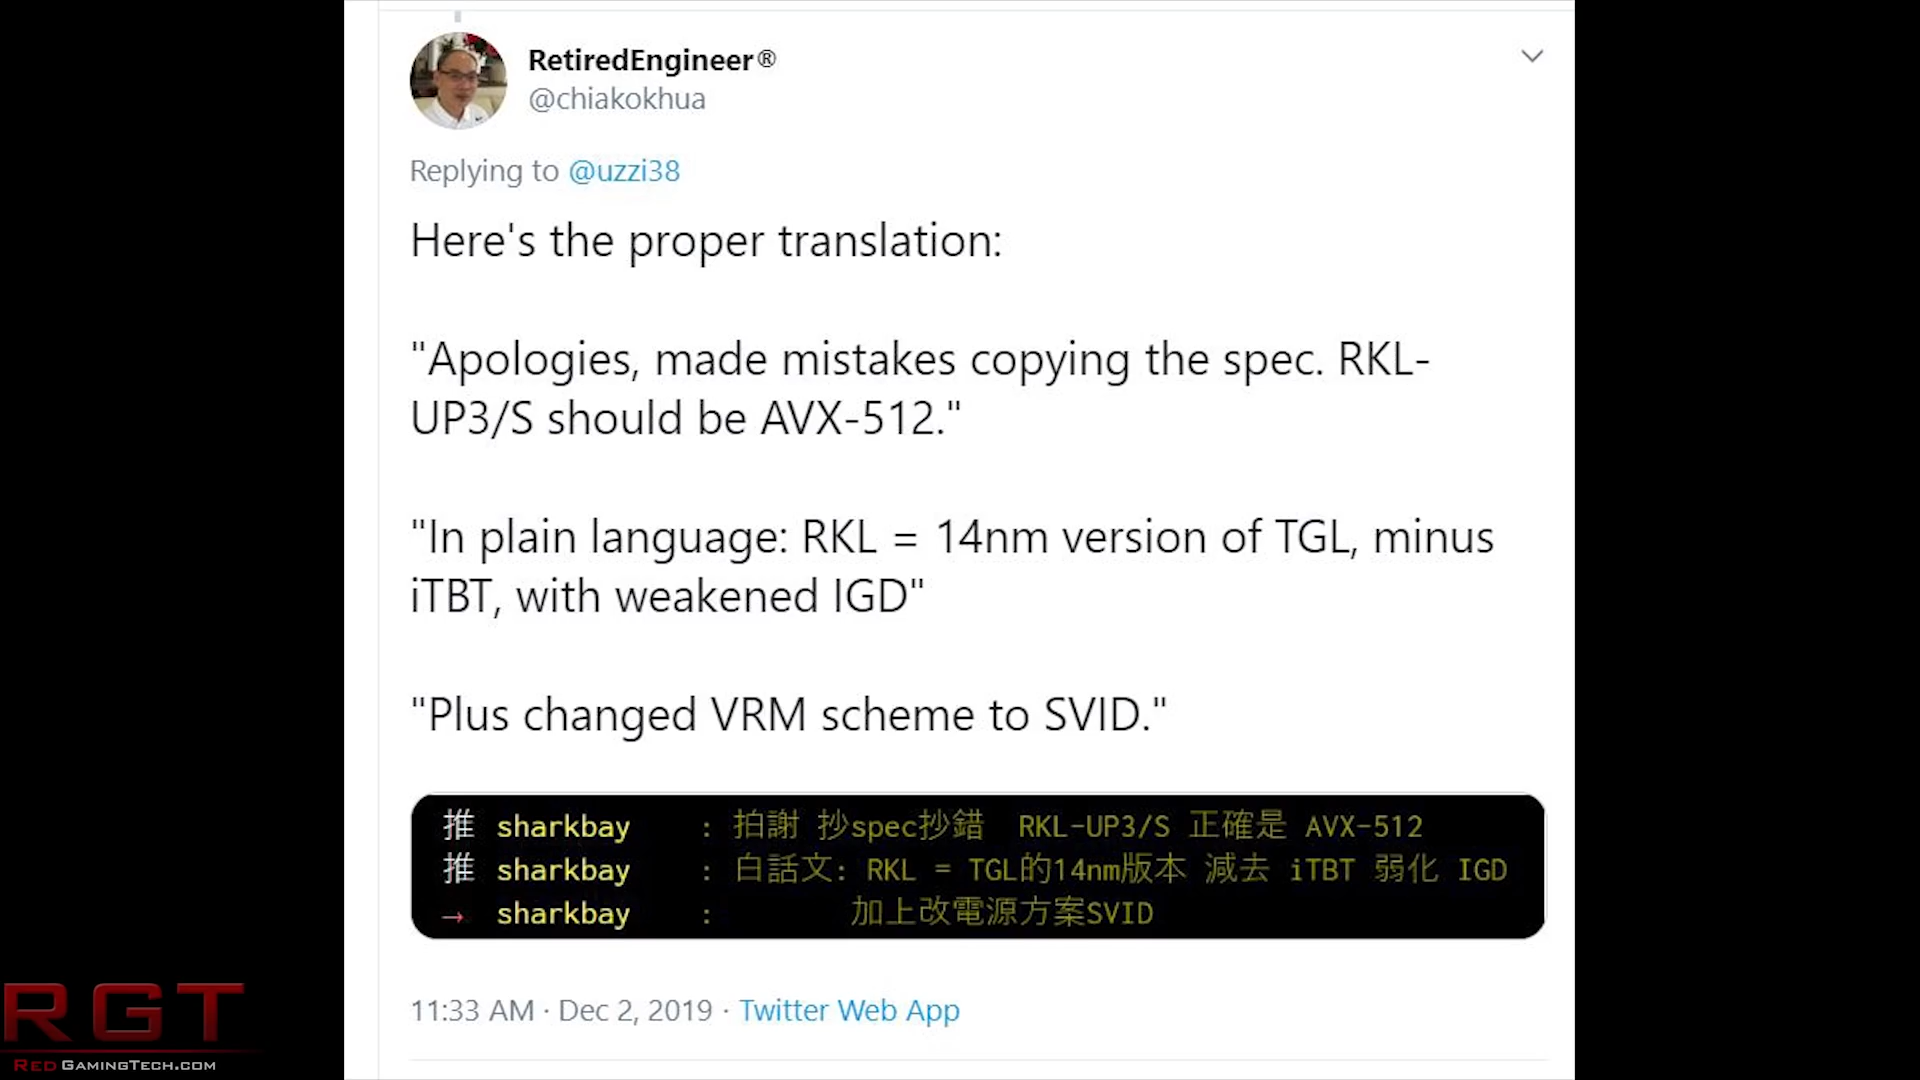 RetiredEngineer®
@chiakokhua
Replying to @uzzi38
Here's the proper translation:
"Apologies, made mistakes copying the spec. RKL-
UP3/S should be AVX-512."
"In plain language: RKL = 14nm version of TGL, minus
iTBT, with weakened IGD"
"Plus changed VRM scheme to SVID."
推 sharkbay : 拍謝 抄spec抄錯 RKL-UP3/S 正確是 AVX-512
推 sharkbay : 白話文: RKL = TGL的14nm版本 減去 iTBT 弱化 IGD
→ sharkbay : 加上改電源方案SVID
11:33 AM · Dec 2, 2019 · Twitter Web App
RGT
RedGamingTech.com